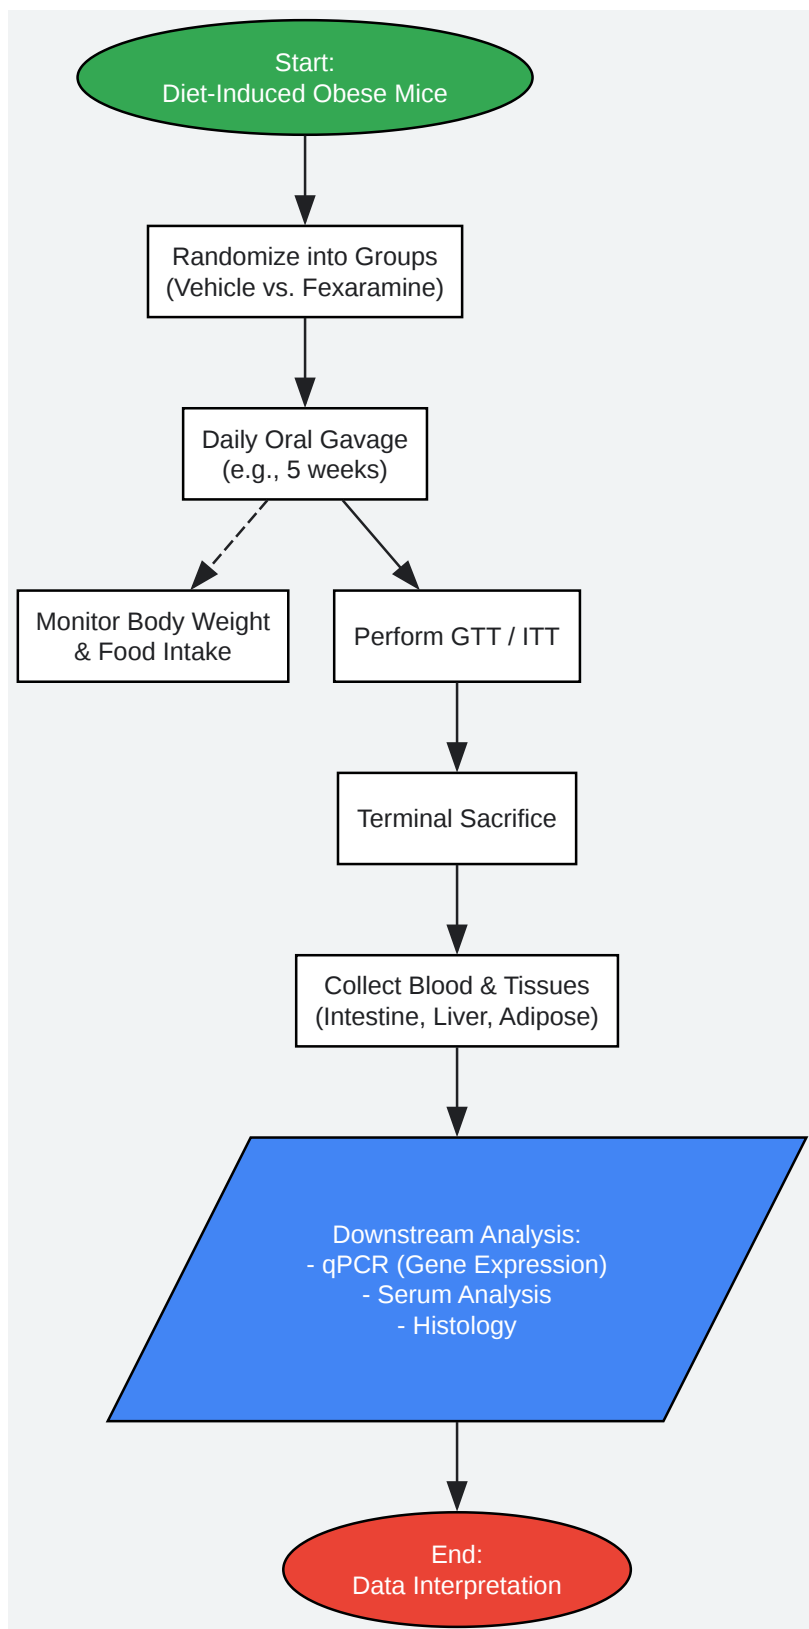 Start:
Diet-Induced Obese Mice
Randomize into Groups
(Vehicle vs. Fexaramine)
Daily Oral Gavage
(e.g., 5 weeks)
Monitor Body Weight
& Food Intake
Perform GTT / ITT
Terminal Sacrifice
Collect Blood & Tissues
(Intestine, Liver, Adipose)
Downstream Analysis:
- qPCR (Gene Expression)
- Serum Analysis
- Histology
End:
Data Interpretation